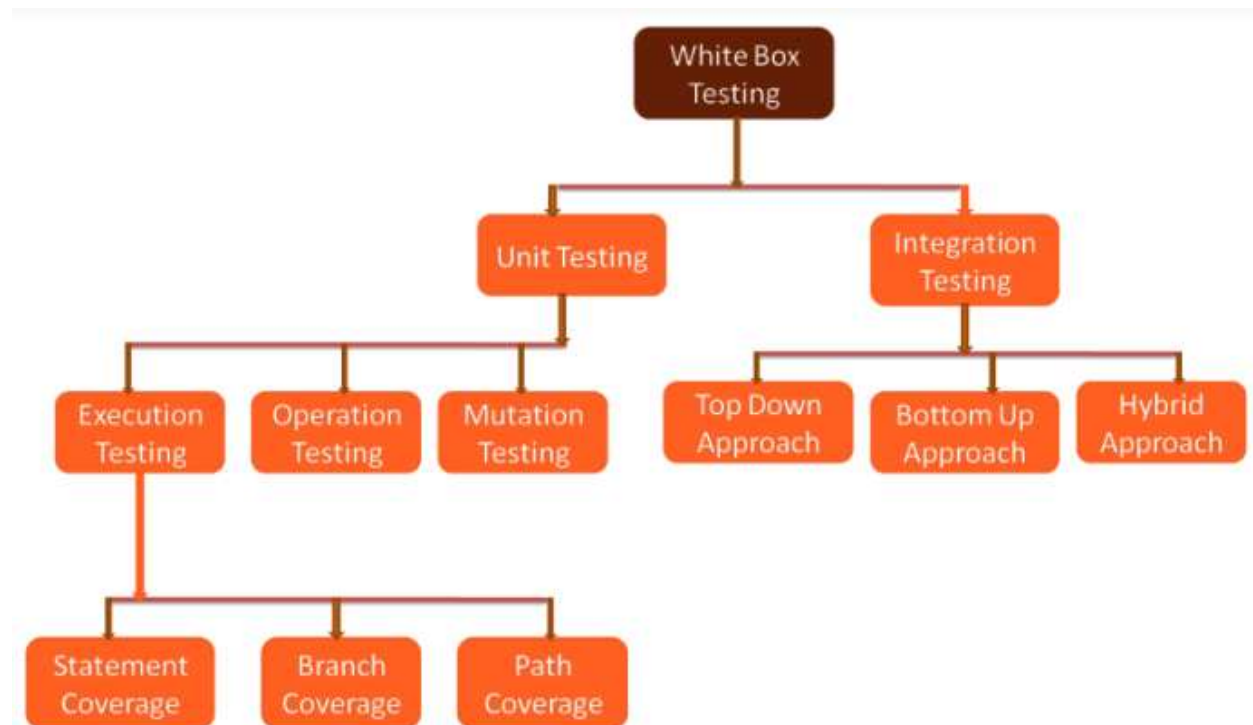 White Box
Testing
Unit Testing
Integration
Testing
Execution
Testing
Operation
Testing
Mutation
Testing
Top Down
Approach
Bottom Up
Approach
Hybrid
Approach
Statement
Coverage
Branch
Coverage
Path
Coverage